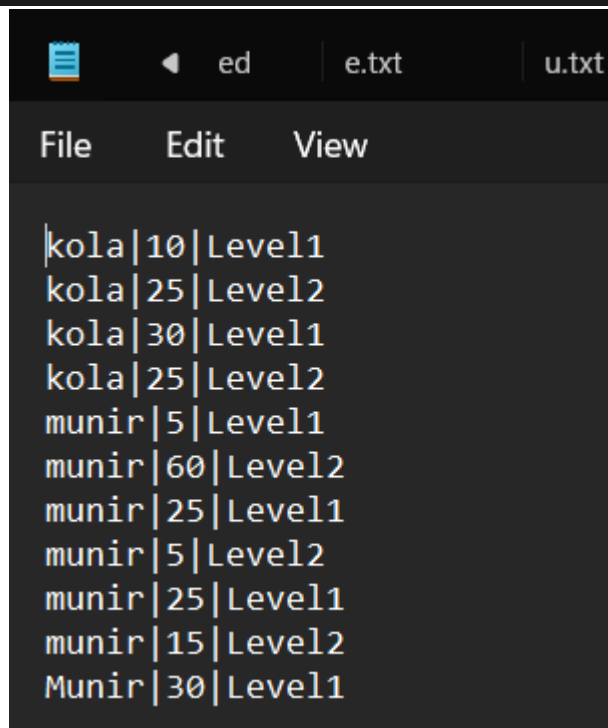 ed e.txt u.txt
File Edit View
kola|10|Level1
kola|25|Level2
kola|30|Level1
kola|25|Level2
munir|5|Level1
munir|60|Level2
munir|25|Level1
munir|5|Level2
munir|25|Level1
munir|15|Level2
Munir|30|Level1